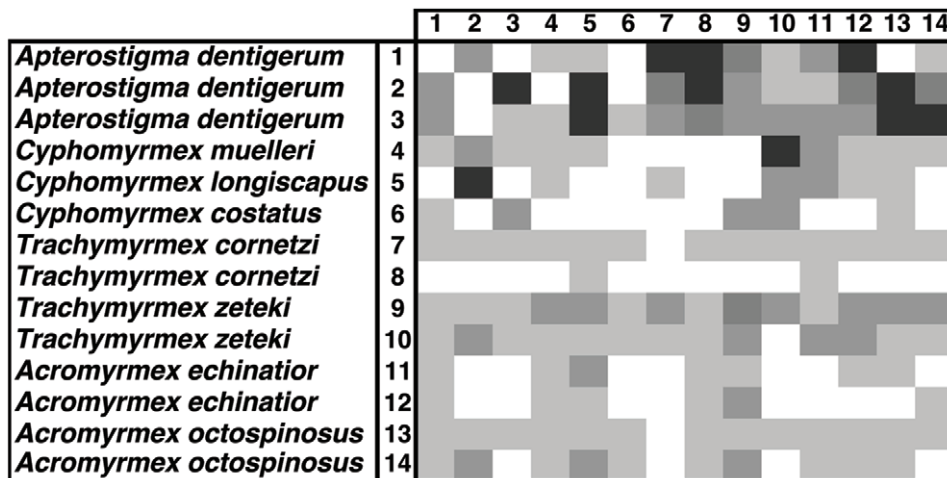 1 2 3 4 5 6 7 8 9 10 11 12 13 14
Apterostigma dentigerum 1
Apterostigma dentigerum 2
Apterostigma dentigerum 3
Cyphomyrmex muelleri 4
Cyphomyrmex longiscapus 5
Cyphomyrmex costatus 6
Trachymyrmex cornetzi 7
Trachymyrmex cornetzi 8
Trachymyrmex zeteki 9
Trachymyrmex zeteki 10
Acromyrmex echinatior 11
Acromyrmex echinatior 12
Acromyrmex octospinosus 13
Acromyrmex octospinosus 14